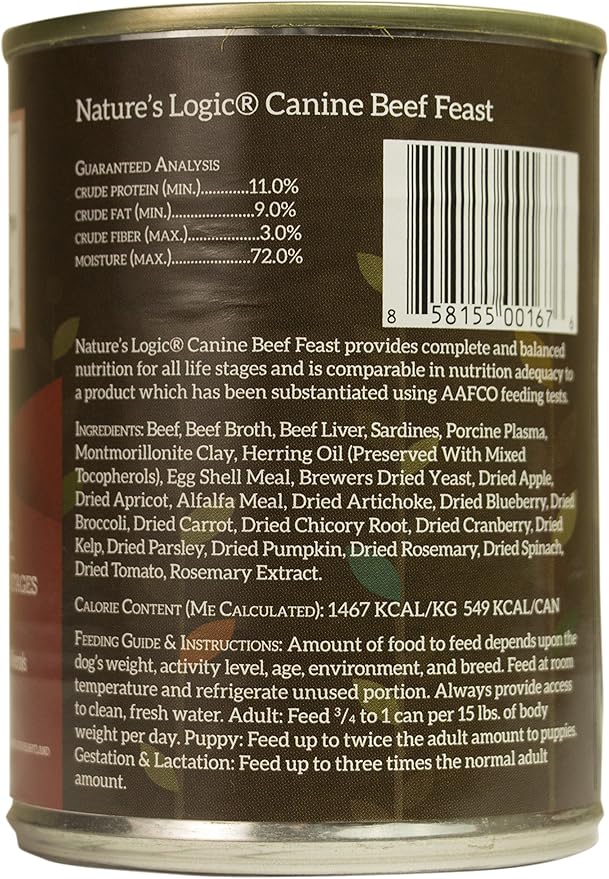 Nature's Logic® Canine Beef Feast
GUARANTEED ANALYSIS
CRUDE PROTEIN (MIN.)............11.0%
CRUDE FAT (MIN.).....................9.0%
CRUDE FIBER (MAX.)..................3.0%
MOISTURE (MAX.).....................72.0%
8 58155 00167 6
Nature's Logic® Canine Beef Feast provides complete and balanced
nutrition for all life stages and is comparable in nutrition adequacy to
a product which has been substantiated using AAFCO feeding tests.
INGREDIENTS: Beef, Beef Broth, Beef Liver, Sardines, Porcine Plasma,
Montmorillonite Clay, Herring Oil (Preserved With Mixed
Tocopherols), Egg Shell Meal, Brewers Dried Yeast, Dried Apple,
Dried Apricot, Alfalfa Meal, Dried Artichoke, Dried Blueberry, Dried
Broccoli, Dried Carrot, Dried Chicory Root, Dried Cranberry, Dried
Kelp, Dried Parsley, Dried Pumpkin, Dried Rosemary, Dried Spinach,
Dried Tomato, Rosemary Extract.
CALORIE CONTENT (ME CALCULATED): 1467 KCAL/KG 549 KCAL/CAN
FEEDING GUIDE & INSTRUCTIONS: Amount of food to feed depends upon the
dog's weight, activity level, age, environment, and breed. Feed at room
temperature and refrigerate unused portion. Always provide access
to clean, fresh water. Adult: Feed ¾ to 1 can per 15 lbs. of body
weight per day. Puppy: Feed up to twice the adult amount to puppies.
Gestation & Lactation: Feed up to three times the normal adult
amount.